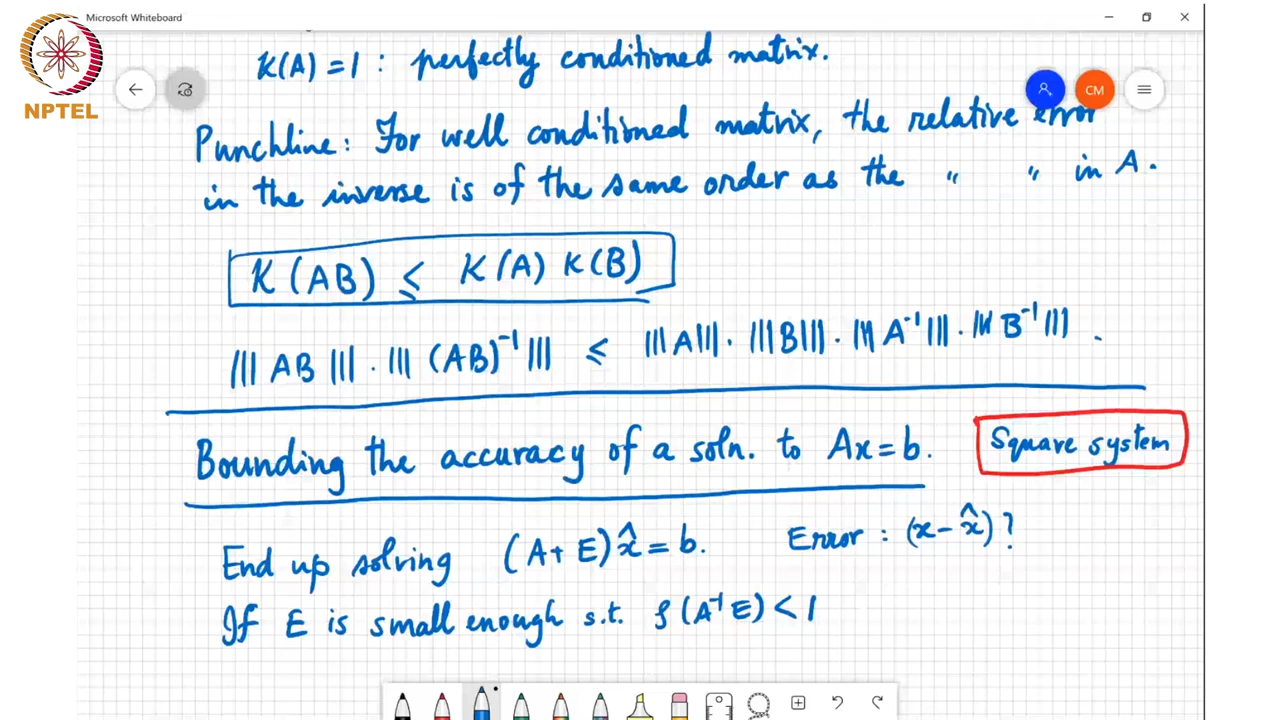 Microsoft Whiteboard
NPTEL
CM
K(A) = 1 : perfectly conditioned matrix.
Punchline: For well conditioned matrix, the relative error
in the inverse is of the same order as the " " in A.
K(AB) ≤ K(A) K(B)
|||AB||| · |||(AB)⁻¹||| ≤ |||A||| · |||B||| · |||A⁻¹||| · |||B⁻¹||| .
Bounding the accuracy of a soln. to Ax = b.
Square system
End up solving (A+E)x̂ = b. Error : (x - x̂)?
If E is small enough s.t. ρ(A⁻¹E) < 1